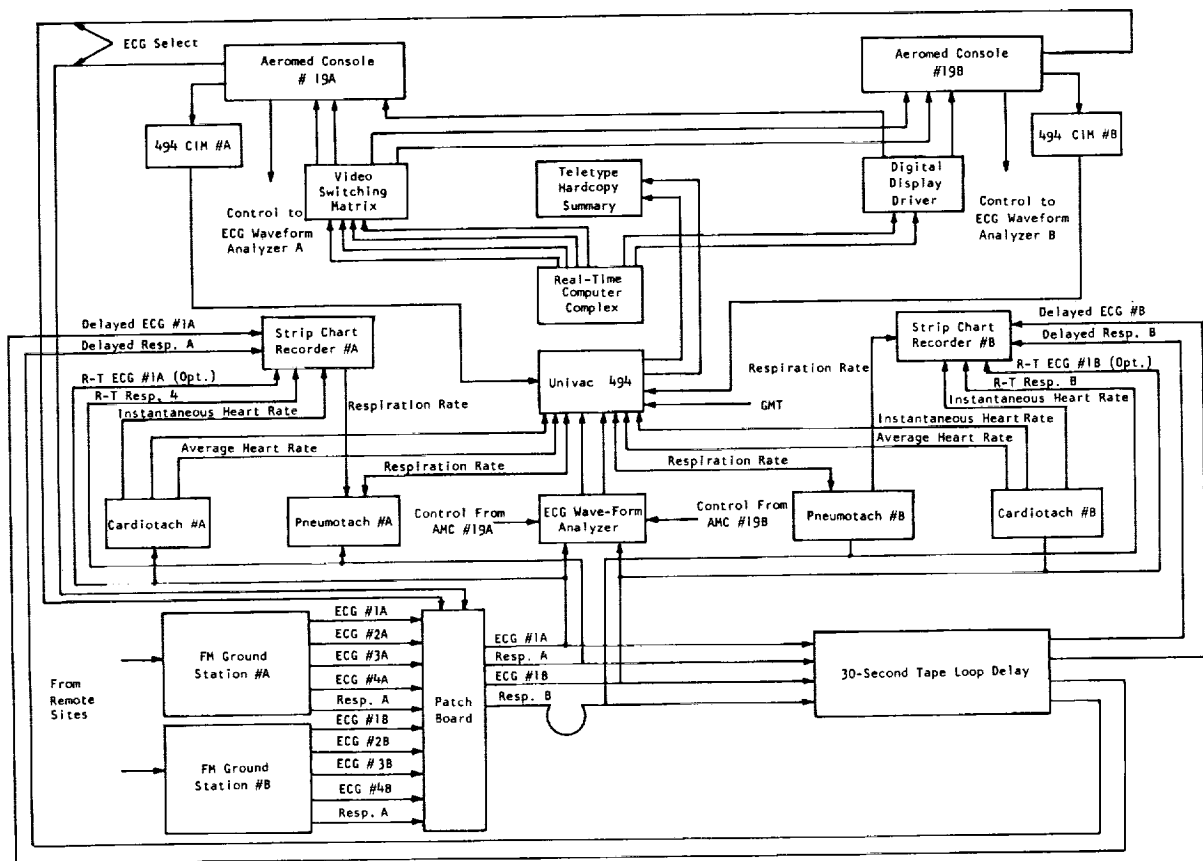 ECG Select
Aeromed Console
# 19A
Aeromed Console
#19B
494 CIM #A
494 CIM #B
Video
Switching
Matrix
Teletype
Hardcopy
Summary
Digital
Display
Driver
Control to
ECG Waveform
Analyzer A
Control to
ECG Waveform
Analyzer B
Real-Time
Computer
Complex
Delayed ECG #1A
Delayed Resp. A
R-T ECG #1A (Opt.)
R-T Resp. 4
Instantaneous Heart Rate
Strip Chart
Recorder #A
Respiration Rate
Average Heart Rate
Respiration Rate
Univac 494
GMT
Respiration Rate
Strip Chart
Recorder #B
Delayed ECG #B
Delayed Resp. B
R-T ECG #1B (Opt.)
R-T Resp. B
Instantaneous Heart Rate
Instantaneous Heart Rate
Average Heart Rate
Respiration Rate
Cardiotach #A
Pneumotach #A
Control From
AMC #19A
ECG Wave-Form
Analyzer
Control From
AMC #19B
Pneumotach #B
Cardiotach #B
From
Remote
Sites
FM Ground
Station #A
FM Ground
Station #B
ECG #1A
ECG #2A
ECG #3A
ECG #4A
Resp. A
ECG #1B
ECG #2B
ECG # 3B
ECG #4B
Resp. A
Patch
Board
ECG #1A
Resp. A
ECG #1B
Resp. B
30-Second Tape Loop Delay